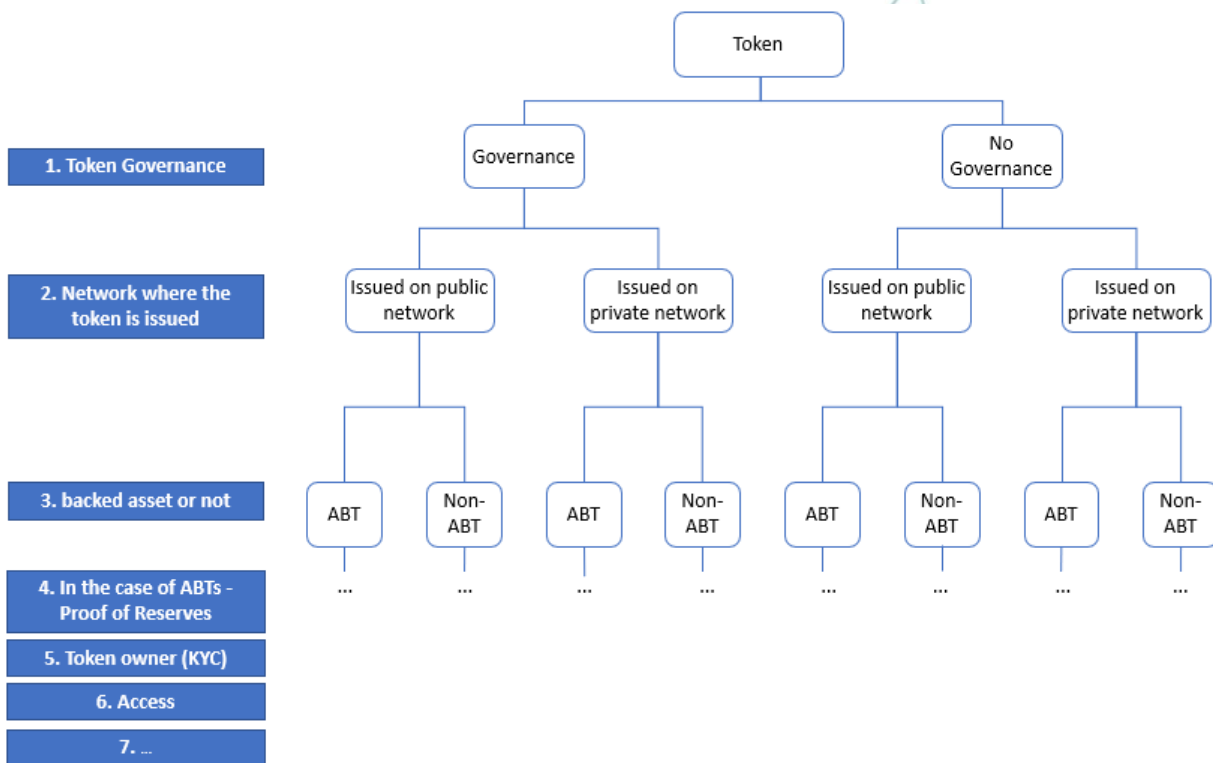 Token
1. Token Governance
Governance
No
Governance
2. Network where the
token is issued
Issued on public
network
Issued on
private network
Issued on public
network
Issued on
private network
3. backed asset or not
ABT
Non-
ABT
ABT
Non-
ABT
ABT
Non-
ABT
ABT
Non-
ABT
4. In the case of ABTs -
Proof of Reserves
...
...
...
...
...
...
...
...
5. Token owner (KYC)
6. Access
7. ...